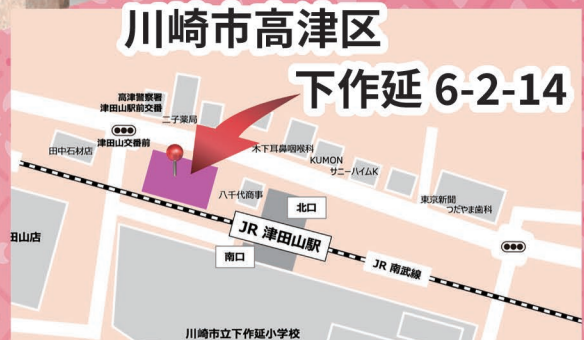 川崎市高津区
下作延 6-2-14
高津警察署
津田山駅前交番
二子薬局
田中石材店
津田山交番前
木下耳鼻咽喉科
KUMON
サニーハイムK
八千代商事
北口
東京新聞
つだやま歯科
JR 津田山駅
南口
JR 南武線
田山店
川崎市立下作延小学校